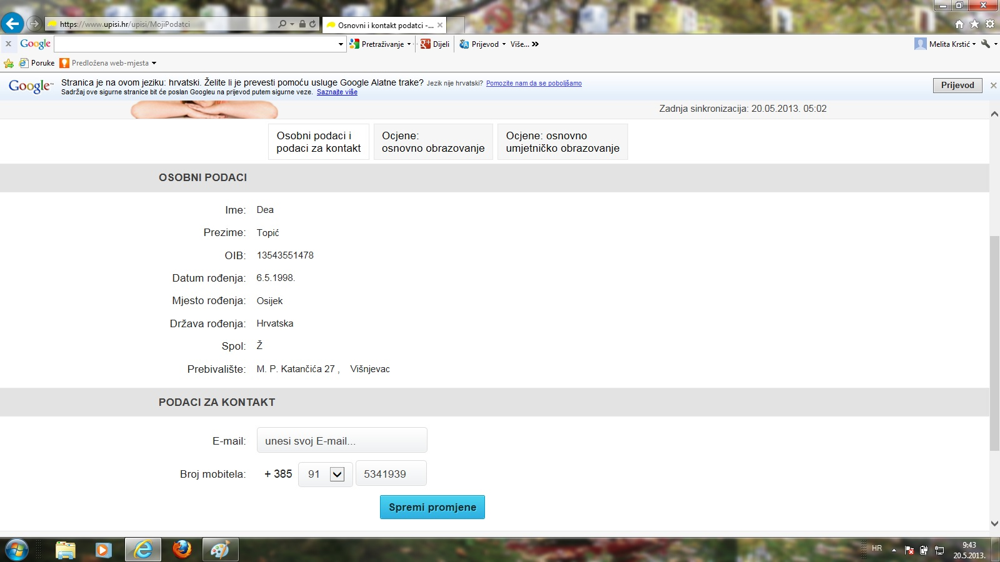 https://www.upisi.hr/upisi/MojiPodatci
Osnovni i kontakt podatci -...
x Google Pretraživanje Dijeli Prijevod Više... »
Melita Krstić
Poruke Predložena web-mjesta
Google™
Stranica je na ovom jeziku: hrvatski. Želite li je prevesti pomoću usluge Google Alatne trake? Jezik nije hrvatski? Pomozite nam da se poboljšamo
Sadržaj ove sigurne stranice bit će poslan Googleu na prijevod putem sigurne veze. Saznajte više
Prijevod
Zadnja sinkronizacija: 20.05.2013. 05:02
Osobni podaci i
podaci za kontakt
Ocjene:
osnovno obrazovanje
Ocjene: osnovno
umjetničko obrazovanje
OSOBNI PODACI
Ime: Dea
Prezime: Topić
OIB: 13543551478
Datum rođenja: 6.5.1998.
Mjesto rođenja: Osijek
Država rođenja: Hrvatska
Spol: Ž
Prebivalište: M. P. Katančića 27 , Višnjevac
PODACI ZA KONTAKT
E-mail: unesi svoj E-mail...
Broj mobitela: + 385 91 5341939
Spremi promjene
HR
9:43
20.5.2013.